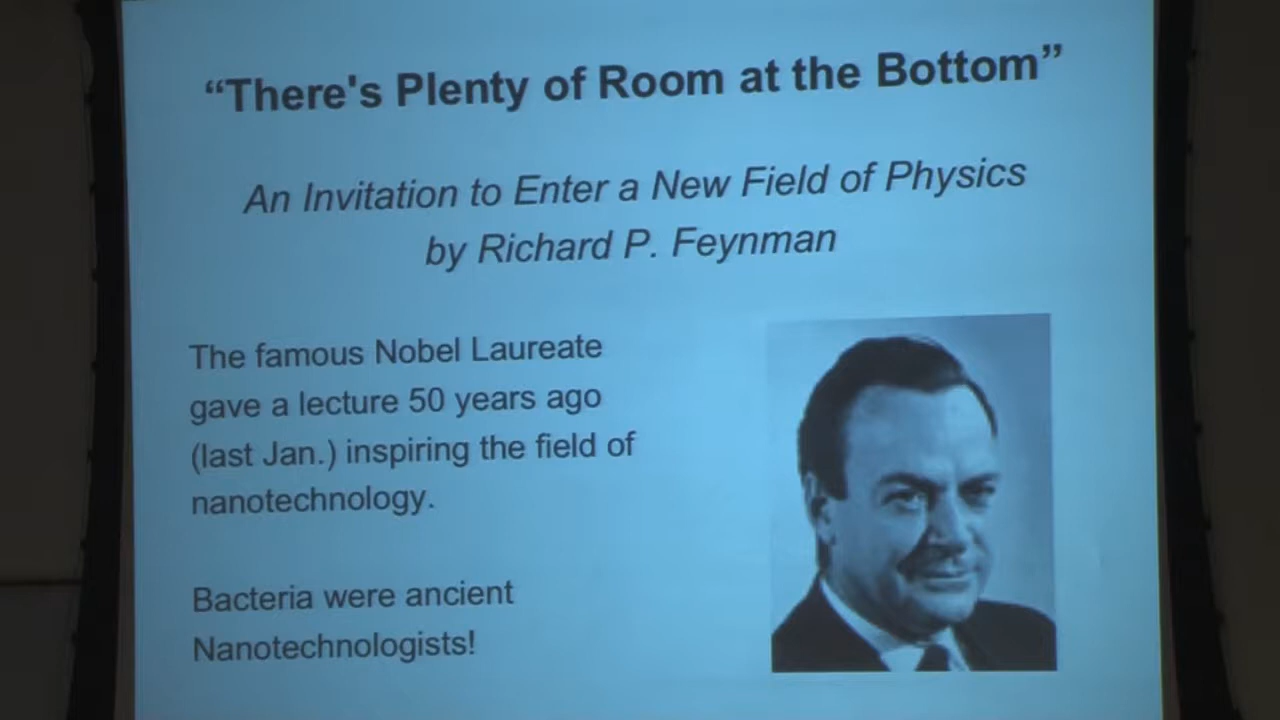 “There's Plenty of Room at the Bottom”
An Invitation to Enter a New Field of Physics
by Richard P. Feynman
The famous Nobel Laureate
gave a lecture 50 years ago
(last Jan.) inspiring the field of
nanotechnology.
Bacteria were ancient
Nanotechnologists!